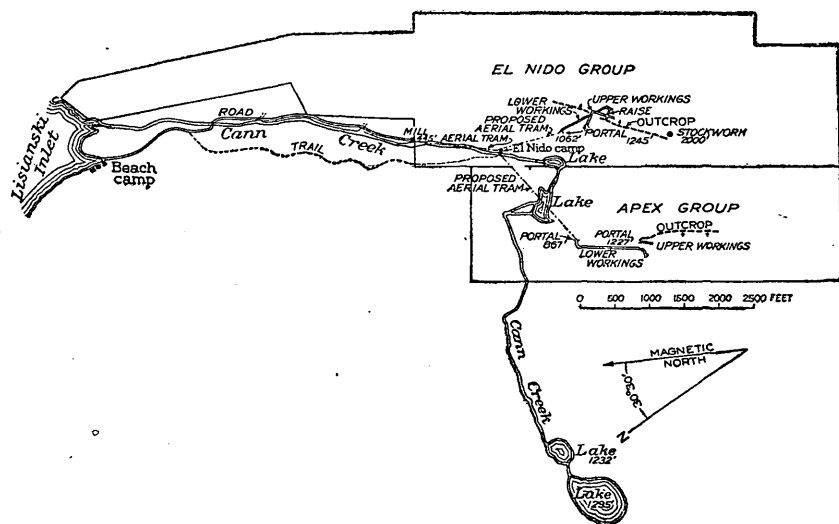 EL NIDO GROUP
LOWER WORKINGS
UPPER WORKINGS
RAISE
OUTCROP
PROPOSED AERIAL TRAM
1062'
PORTAL 1245'
STOCKWORK 2000'
ROAD
Cann Creek
MILL
AERIAL TRAM
El Nido camp
Lake
TRAIL
Lisianski Inlet
Beach camp
PROPOSED AERIAL TRAM
Lake
APEX GROUP
PORTAL 867'
PORTAL 1227'
OUTCROP
UPPER WORKINGS
LOWER WORKINGS
0 500 1000 1500 2000 2500 FEET
Cann Creek
MAGNETIC NORTH
30°30'
N
Lake 1232'
Lake 1295'